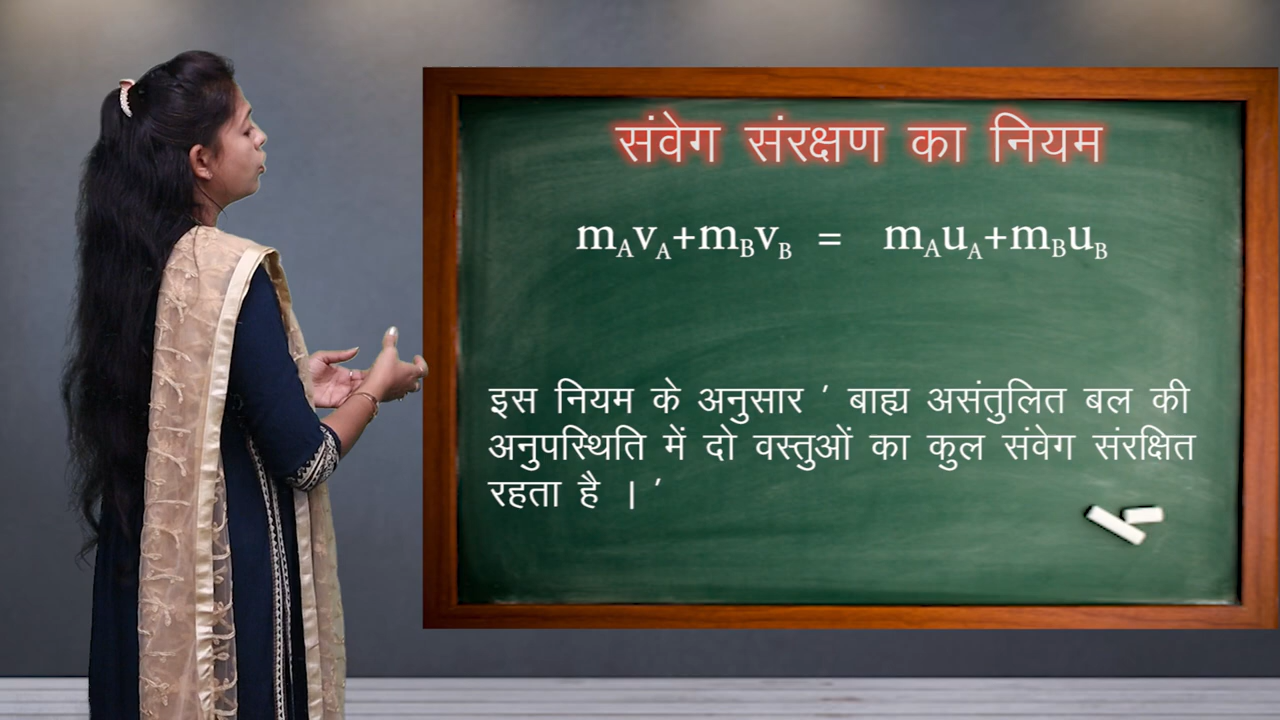 संवेग संरक्षण का नियम
mAvA+mBvB = mAuA+mBuB
इस नियम के अनुसार ’ बाह्य असंतुलित बल की
अनुपस्थिति में दो वस्तुओं का कुल संवेग संरक्षित
रहता है । ’